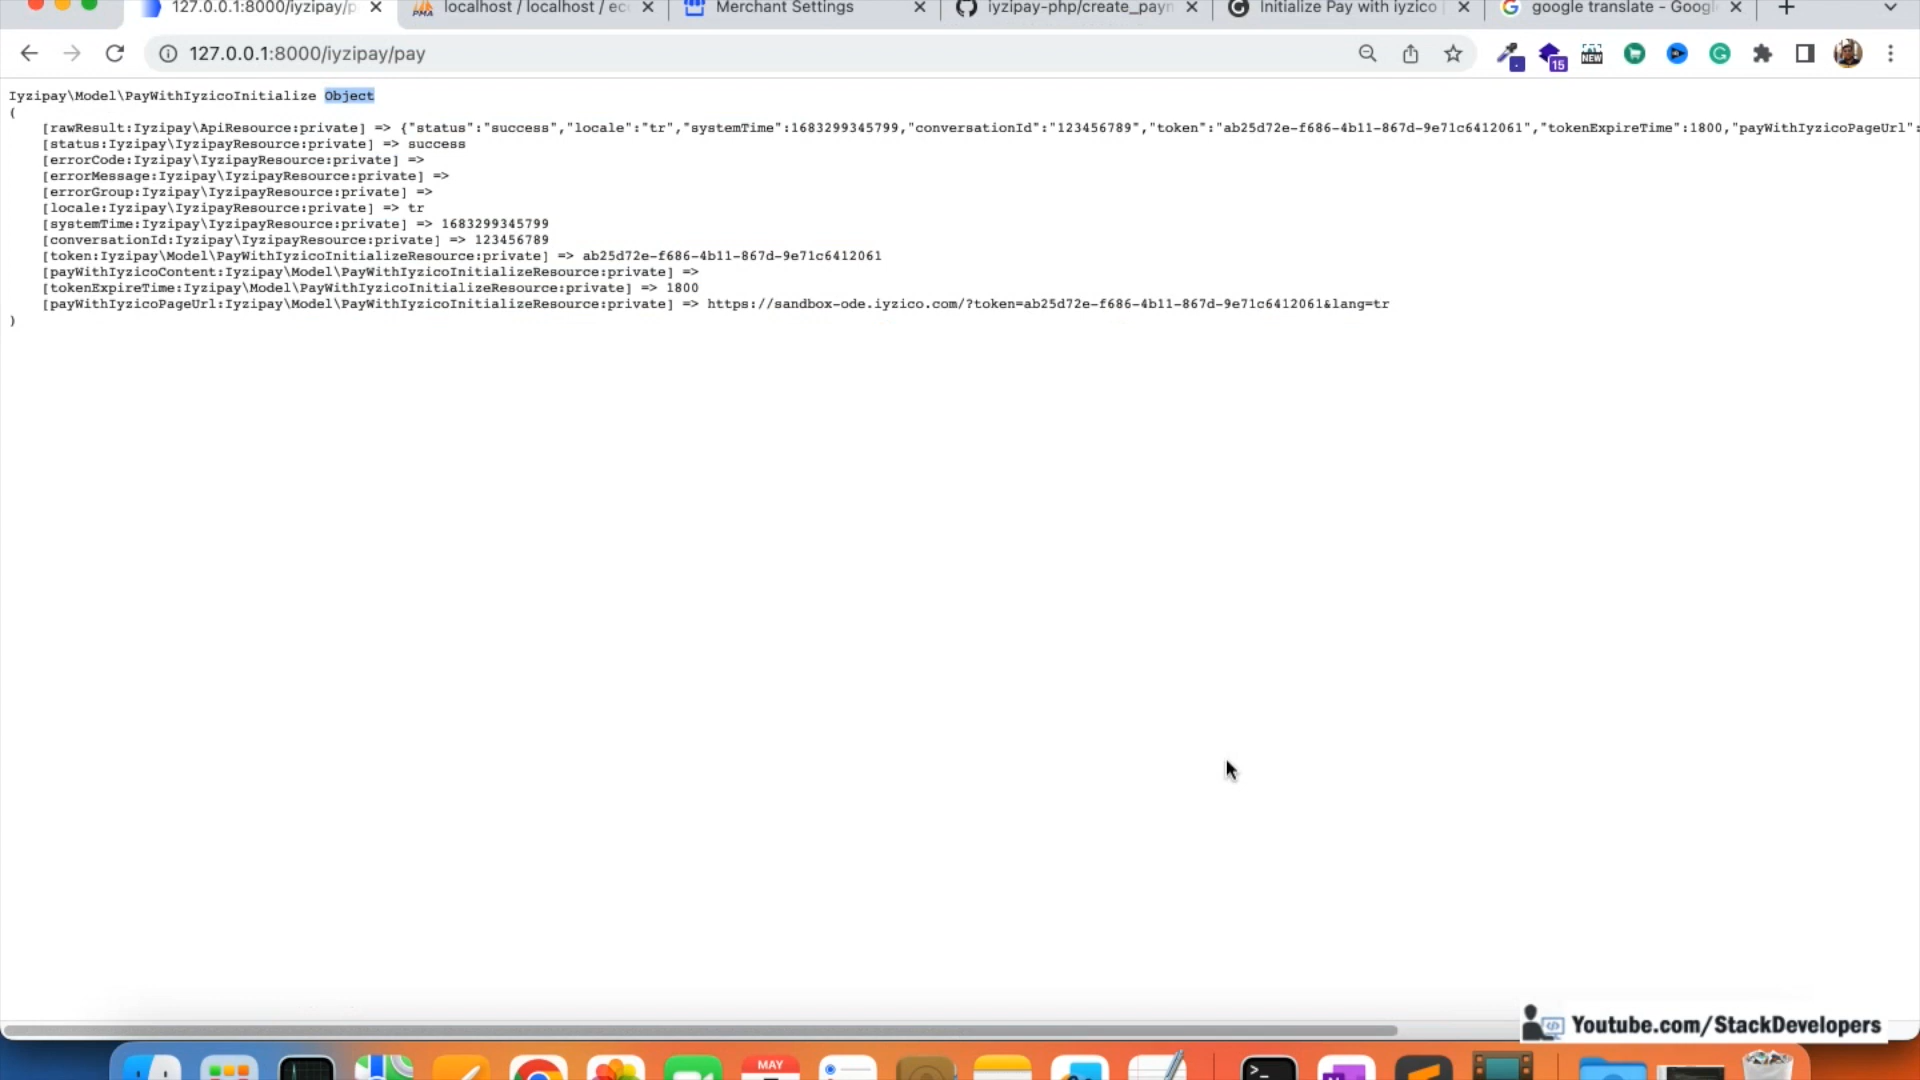 127.0.0.1:8000/iyzipay/p
localhost / localhost / ec
Merchant Settings
iyzipay-php/create_payn
Initialize Pay with iyzico
google translate - Googl
127.0.0.1:8000/iyzipay/pay
15
NEW
Iyzipay\Model\PayWithIyzicoInitialize Object
(
[rawResult:Iyzipay\ApiResource:private] => {"status":"success","locale":"tr","systemTime":1683299345799,"conversationId":"123456789","token":"ab25d72e-f686-4b11-867d-9e71c6412061","tokenExpireTime":1800,"payWithIyzicoPageUrl":
[status:Iyzipay\IyzipayResource:private] => success
[errorCode:Iyzipay\IyzipayResource:private] =>
[errorMessage:Iyzipay\IyzipayResource:private] =>
[errorGroup:Iyzipay\IyzipayResource:private] =>
[locale:Iyzipay\IyzipayResource:private] => tr
[systemTime:Iyzipay\IyzipayResource:private] => 1683299345799
[conversationId:Iyzipay\IyzipayResource:private] => 123456789
[token:Iyzipay\Model\PayWithIyzicoInitializeResource:private] => ab25d72e-f686-4b11-867d-9e71c6412061
[payWithIyzicoContent:Iyzipay\Model\PayWithIyzicoInitializeResource:private] =>
[tokenExpireTime:Iyzipay\Model\PayWithIyzicoInitializeResource:private] => 1800
[payWithIyzicoPageUrl:Iyzipay\Model\PayWithIyzicoInitializeResource:private] => https://sandbox-ode.iyzico.com/?token=ab25d72e-f686-4b11-867d-9e71c6412061&lang=tr
)
Youtube.com/StackDevelopers
MAY